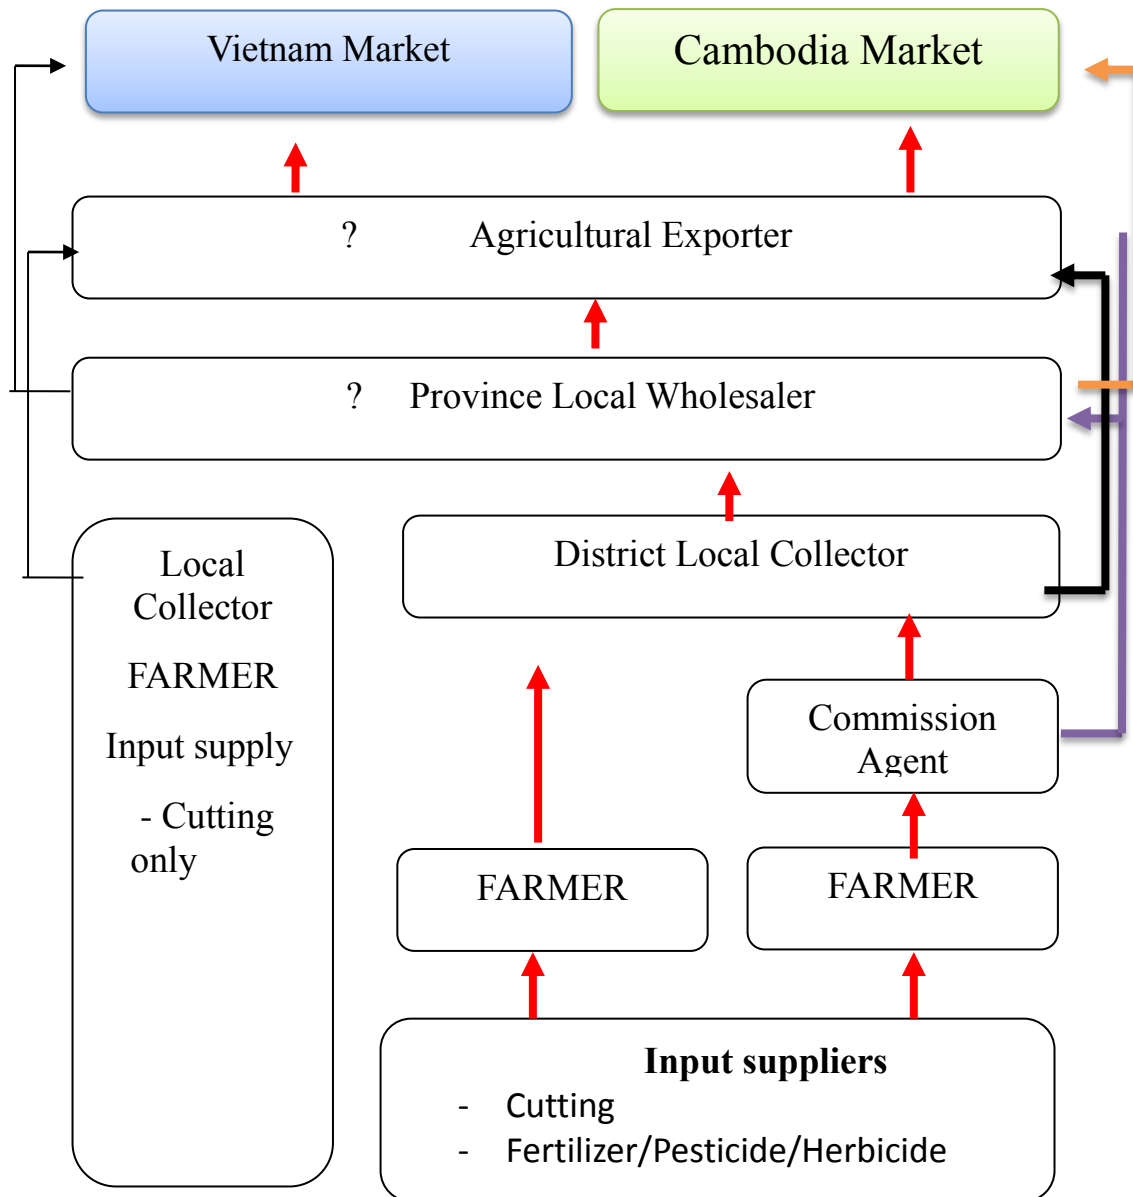 Vietnam Market
Cambodia Market
? Agricultural Exporter
? Province Local Wholesaler
Local
Collector
FARMER
Input supply
- Cutting
only
District Local Collector
Commission
Agent
FARMER
FARMER
Input suppliers
- Cutting
- Fertilizer/Pesticide/Herbicide